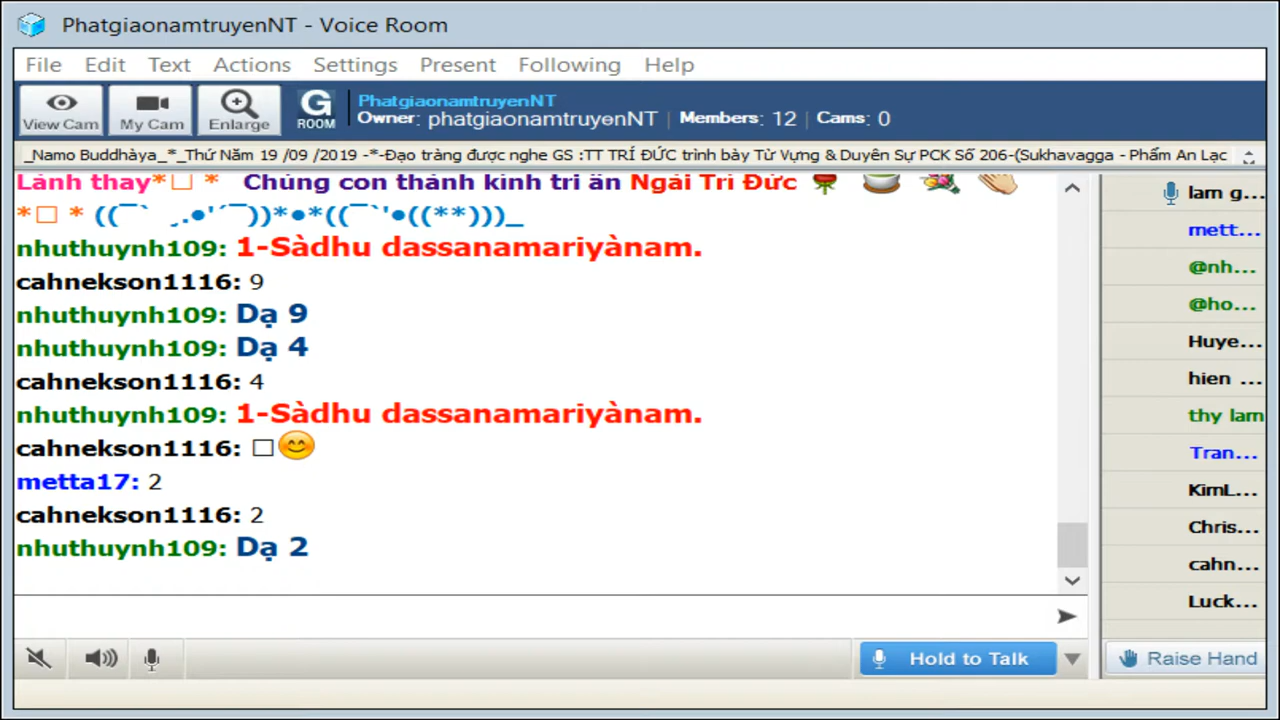 PhatgiaonamtruyenNT - Voice Room
File Edit Text Actions Settings Present Following Help
View Cam My Cam Enlarge G ROOM
PhatgiaonamtruyenNT
Owner: phatgiaonamtruyenNT Members: 12 Cams: 0
_Namo Buddhàya_*_Thứ Năm 19 /09 /2019 -*-Đạo tràng được nghe GS :TT TRÍ ĐỨC trình bày Từ Vựng & Duyên Sự PCK Số 206-(Sukhavagga - Phẩm An Lạc
Lành thay*□ * Chúng con thành kính tri ân Ngài Trí Đức
*□ * ((¯` ¸.●'´¯))*●*((¯`'●((**)))_
nhuthuynh109: 1-Sàdhu dassanamariyànam.
cahnekson1116: 9
nhuthuynh109: Dạ 9
nhuthuynh109: Dạ 4
cahnekson1116: 4
nhuthuynh109: 1-Sàdhu dassanamariyànam.
cahnekson1116: □😊
metta17: 2
cahnekson1116: 2
nhuthuynh109: Dạ 2
lam g...
mett...
@nh...
@ho...
Huye...
hien ...
thy lam
Tran...
KimL...
Chris...
cahn...
Luck...
Hold to Talk
Raise Hand